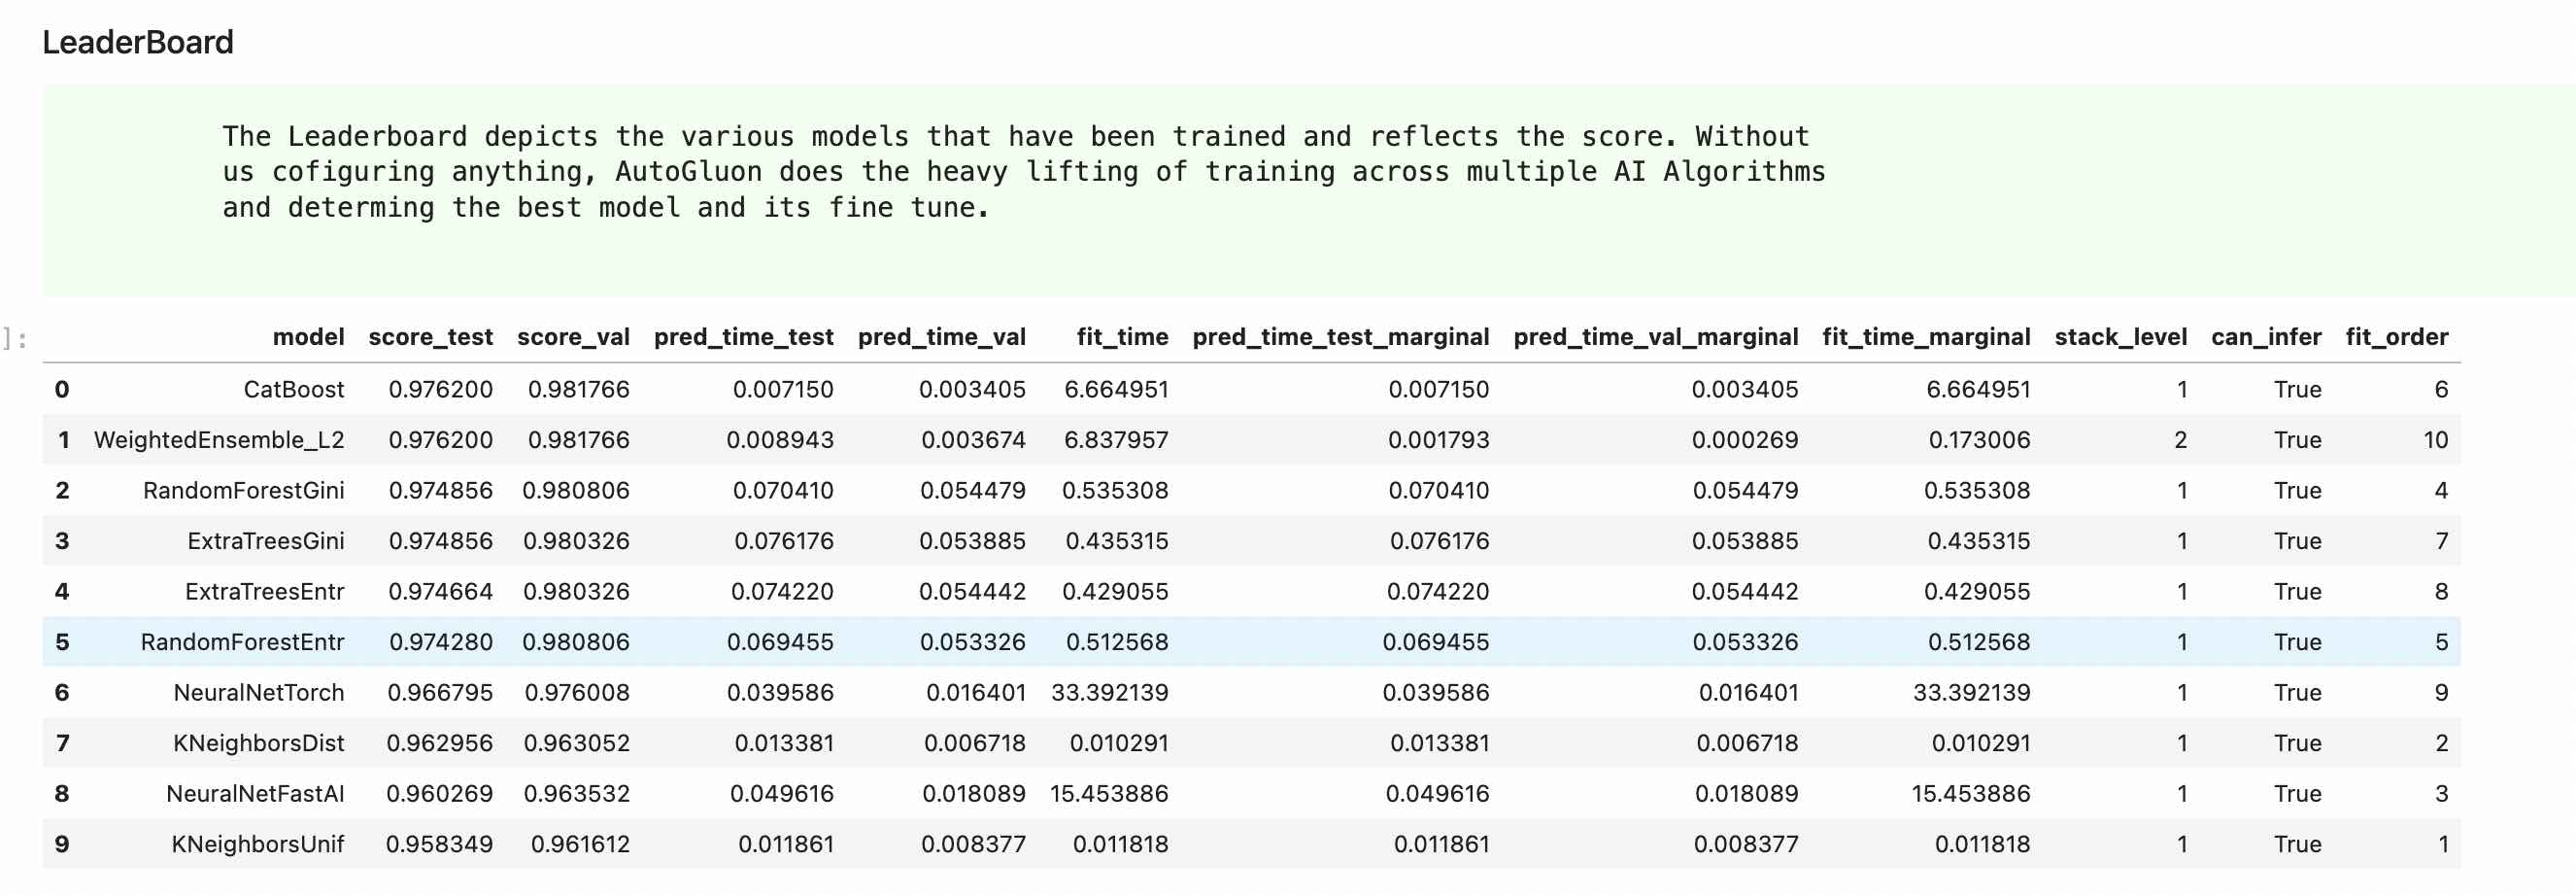 LeaderBoard
The Leaderboard depicts the various models that have been trained and reflects the score. Without
us cofiguring anything, AutoGluon does the heavy lifting of training across multiple AI Algorithms
and determing the best model and its fine tune.
]:
model score_test score_val pred_time_test pred_time_val fit_time pred_time_test_marginal pred_time_val_marginal fit_time_marginal stack_level can_infer fit_order
0 CatBoost 0.976200 0.981766 0.007150 0.003405 6.664951 0.007150 0.003405 6.664951 1 True 6
1 WeightedEnsemble_L2 0.976200 0.981766 0.008943 0.003674 6.837957 0.001793 0.000269 0.173006 2 True 10
2 RandomForestGini 0.974856 0.980806 0.070410 0.054479 0.535308 0.070410 0.054479 0.535308 1 True 4
3 ExtraTreesGini 0.974856 0.980326 0.076176 0.053885 0.435315 0.076176 0.053885 0.435315 1 True 7
4 ExtraTreesEntr 0.974664 0.980326 0.074220 0.054442 0.429055 0.074220 0.054442 0.429055 1 True 8
5 RandomForestEntr 0.974280 0.980806 0.069455 0.053326 0.512568 0.069455 0.053326 0.512568 1 True 5
6 NeuralNetTorch 0.966795 0.976008 0.039586 0.016401 33.392139 0.039586 0.016401 33.392139 1 True 9
7 KNeighborsDist 0.962956 0.963052 0.013381 0.006718 0.010291 0.013381 0.006718 0.010291 1 True 2
8 NeuralNetFastAI 0.960269 0.963532 0.049616 0.018089 15.453886 0.049616 0.018089 15.453886 1 True 3
9 KNeighborsUnif 0.958349 0.961612 0.011861 0.008377 0.011818 0.011861 0.008377 0.011818 1 True 1